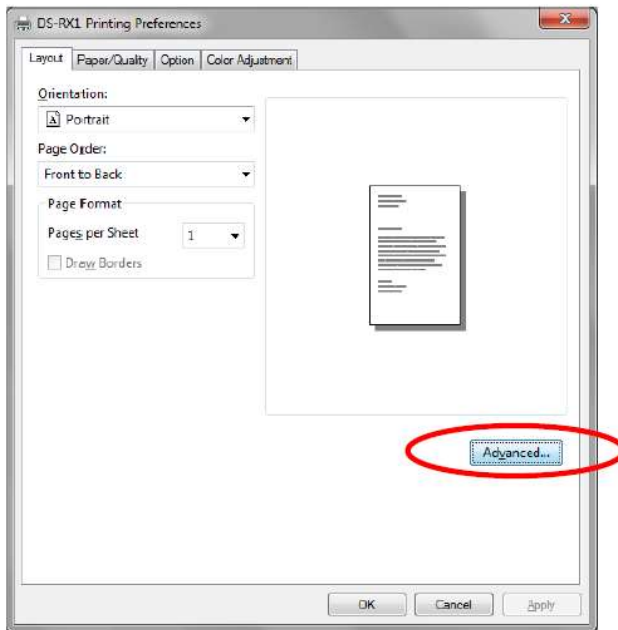 DS-RX1 Printing Preferences
Layout Paper/Quality Option Color Adjustment
Orientation:
A Portrait
Page Order:
Front to Back
Page Format
Pages per Sheet 1
Draw Borders
Advanced...
OK Cancel Apply